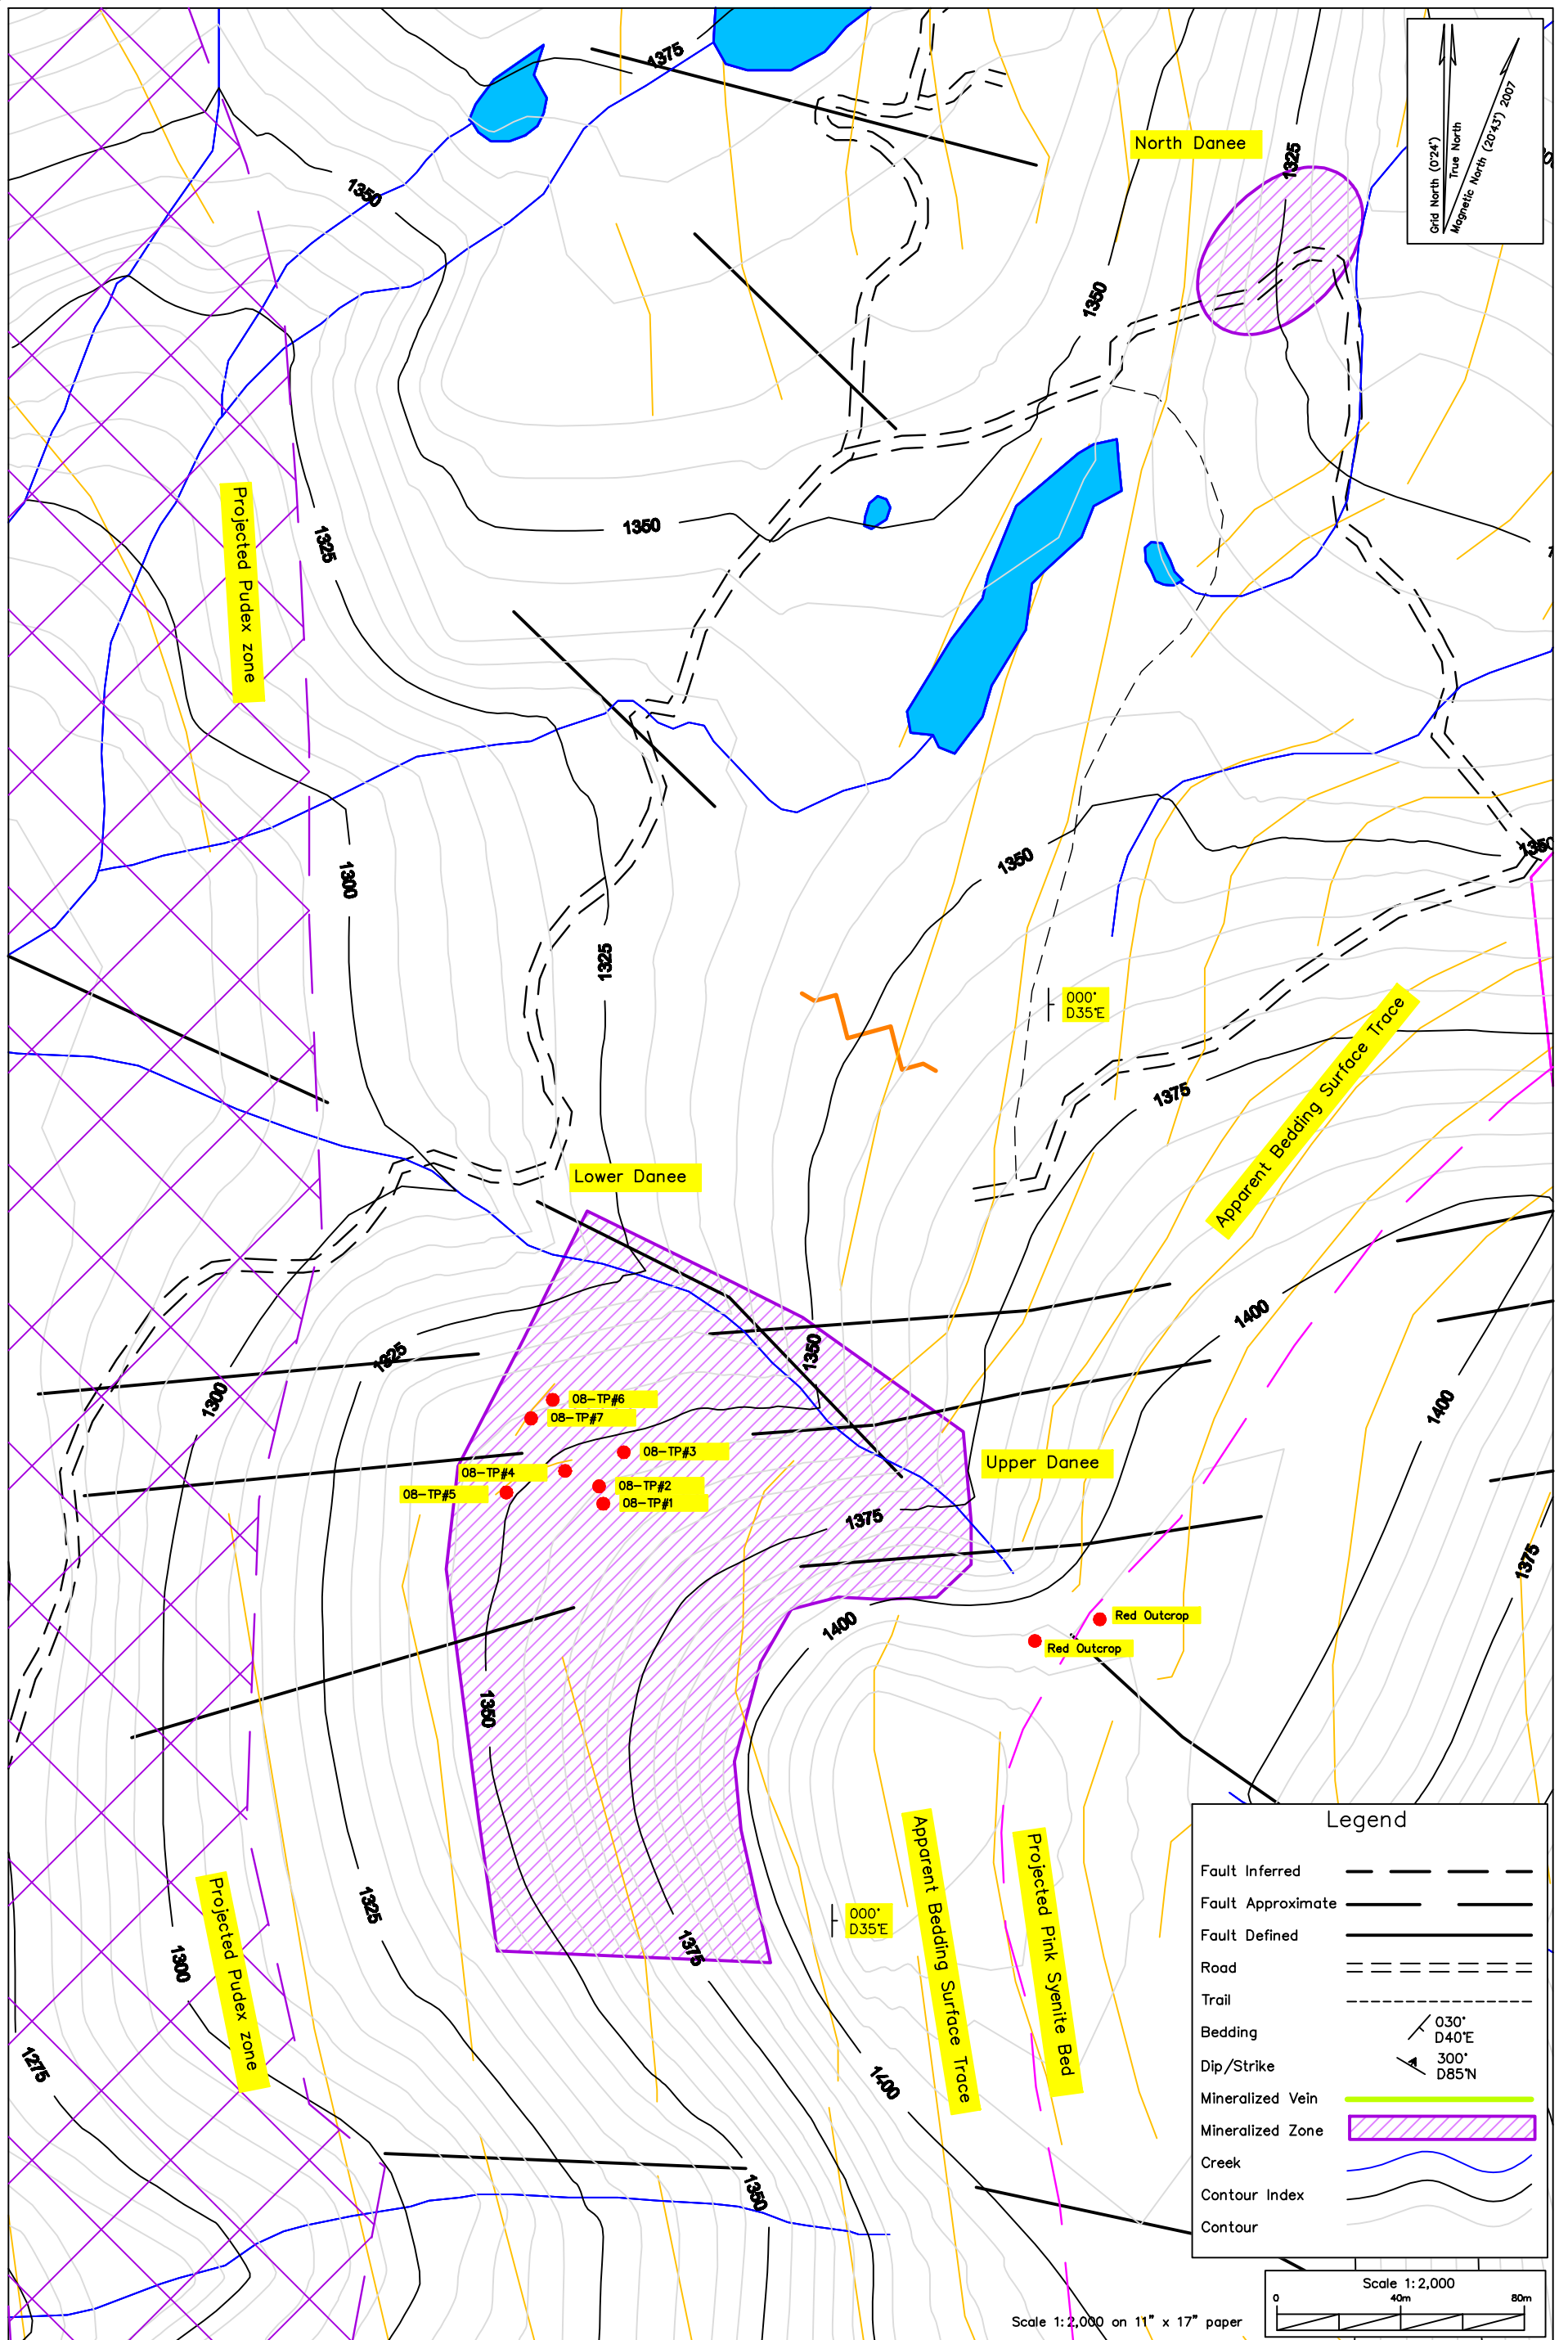 1375
North Danee
1325
Grid North (0°24')
True North
Magnetic North (20°43') 2007
1350
1350
1325
1350
Projected Pudex zone
1350
1350
1300
1325
000°
D35°E
Apparent Bedding Surface Trace
1375
Lower Danee
1400
1325
1350
1300
1400
08-TP#6
08-TP#7
08-TP#3
08-TP#4
08-TP#2
08-TP#5
08-TP#1
Upper Danee
1375
1375
1400
Red Outcrop
Red Outcrop
1350
Apparent Bedding Surface Trace
Projected Pink Syenite Bed
Projected Pudex zone
1325
1300
000°
D35°E
1375
1275
1400
1350
Legend
Fault Inferred
Fault Approximate
Fault Defined
Road
Trail
Bedding
030°
D40°E
Dip/Strike
300°
D85°N
Mineralized Vein
Mineralized Zone
Creek
Contour Index
Contour
Scale 1:2,000
0 40m 80m
Scale 1:2,000 on 11" x 17" paper